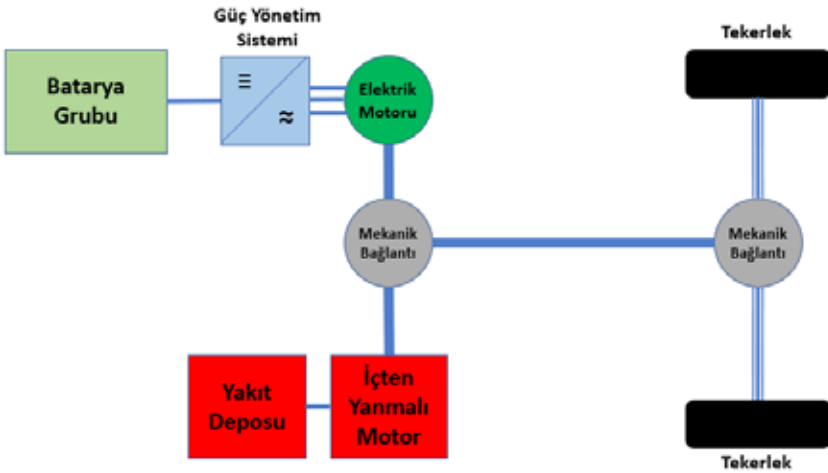 Güç Yönetim
Sistemi
Tekerlek
Batarya
Grubu
Elektrik
Motoru
Mekanik
Bağlantı
Mekanik
Bağlantı
Yakıt
Deposu
İçten
Yanmalı
Motor
Tekerlek